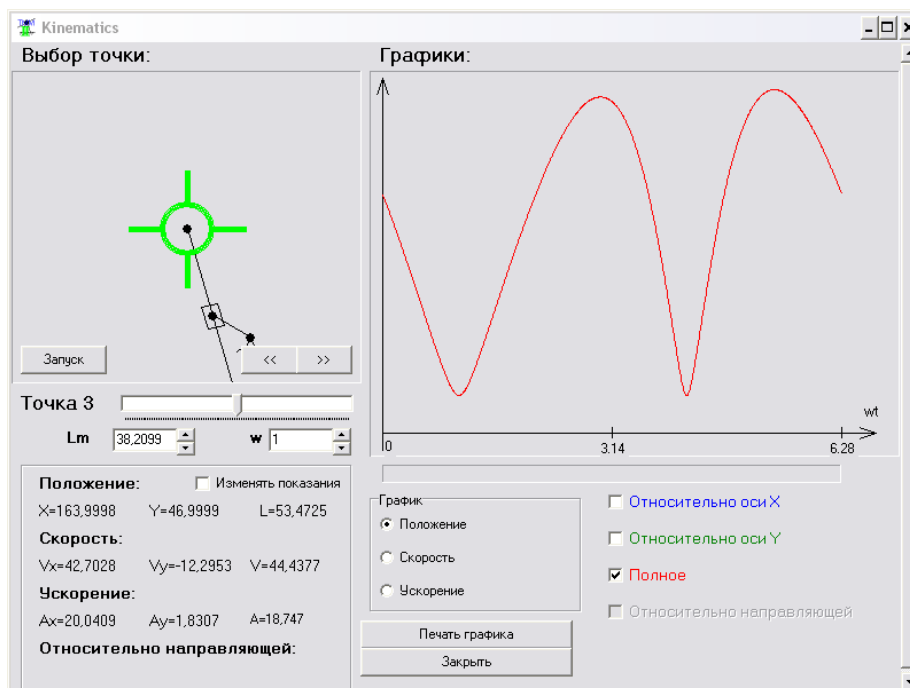 Kinematics
Выбор точки:
Графики:
Запуск
<<
>>
wt
0
3.14
6.28
Точка 3
Lm
38,2099
w
1
Положение:
Изменять показания
X=163,9998
Y=46,9999
L=53,4725
Скорость:
Vx=42,7028
Vy=-12,2953
V=44,4377
Ускорение:
Ax=20,0409
Ay=1,8307
A=18,747
Относительно направляющей:
График
Положение
Скорость
Ускорение
Относительно оси X
Относительно оси Y
Полное
Относительно направляющей
Печать графика
Закрыть